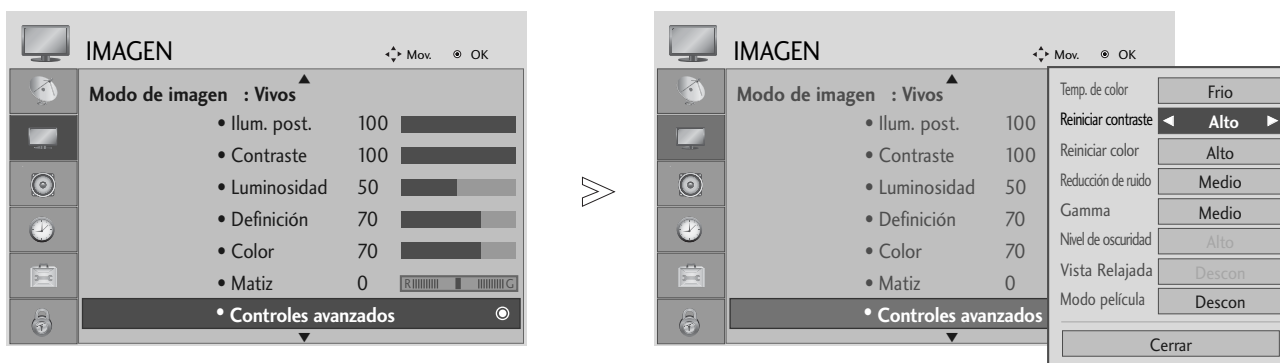 IMAGEN Mov. OK
Modo de imagen : Vivos
• Ilum. post. 100
• Contraste 100
• Luminosidad 50
• Definición 70
• Color 70
• Matiz 0 R G
• Controles avanzados
IMAGEN Mov. OK
Modo de imagen : Vivos
• Ilum. post. 100
• Contraste 100
• Luminosidad 50
• Definición 70
• Color 70
• Matiz 0
• Controles avanzados
Temp. de color Frio
Reiniciar contraste Alto
Reiniciar color Alto
Reducción de ruido Medio
Gamma Medio
Nivel de oscuridad Alto
Vista Relajada Descon
Modo película Descon
Cerrar